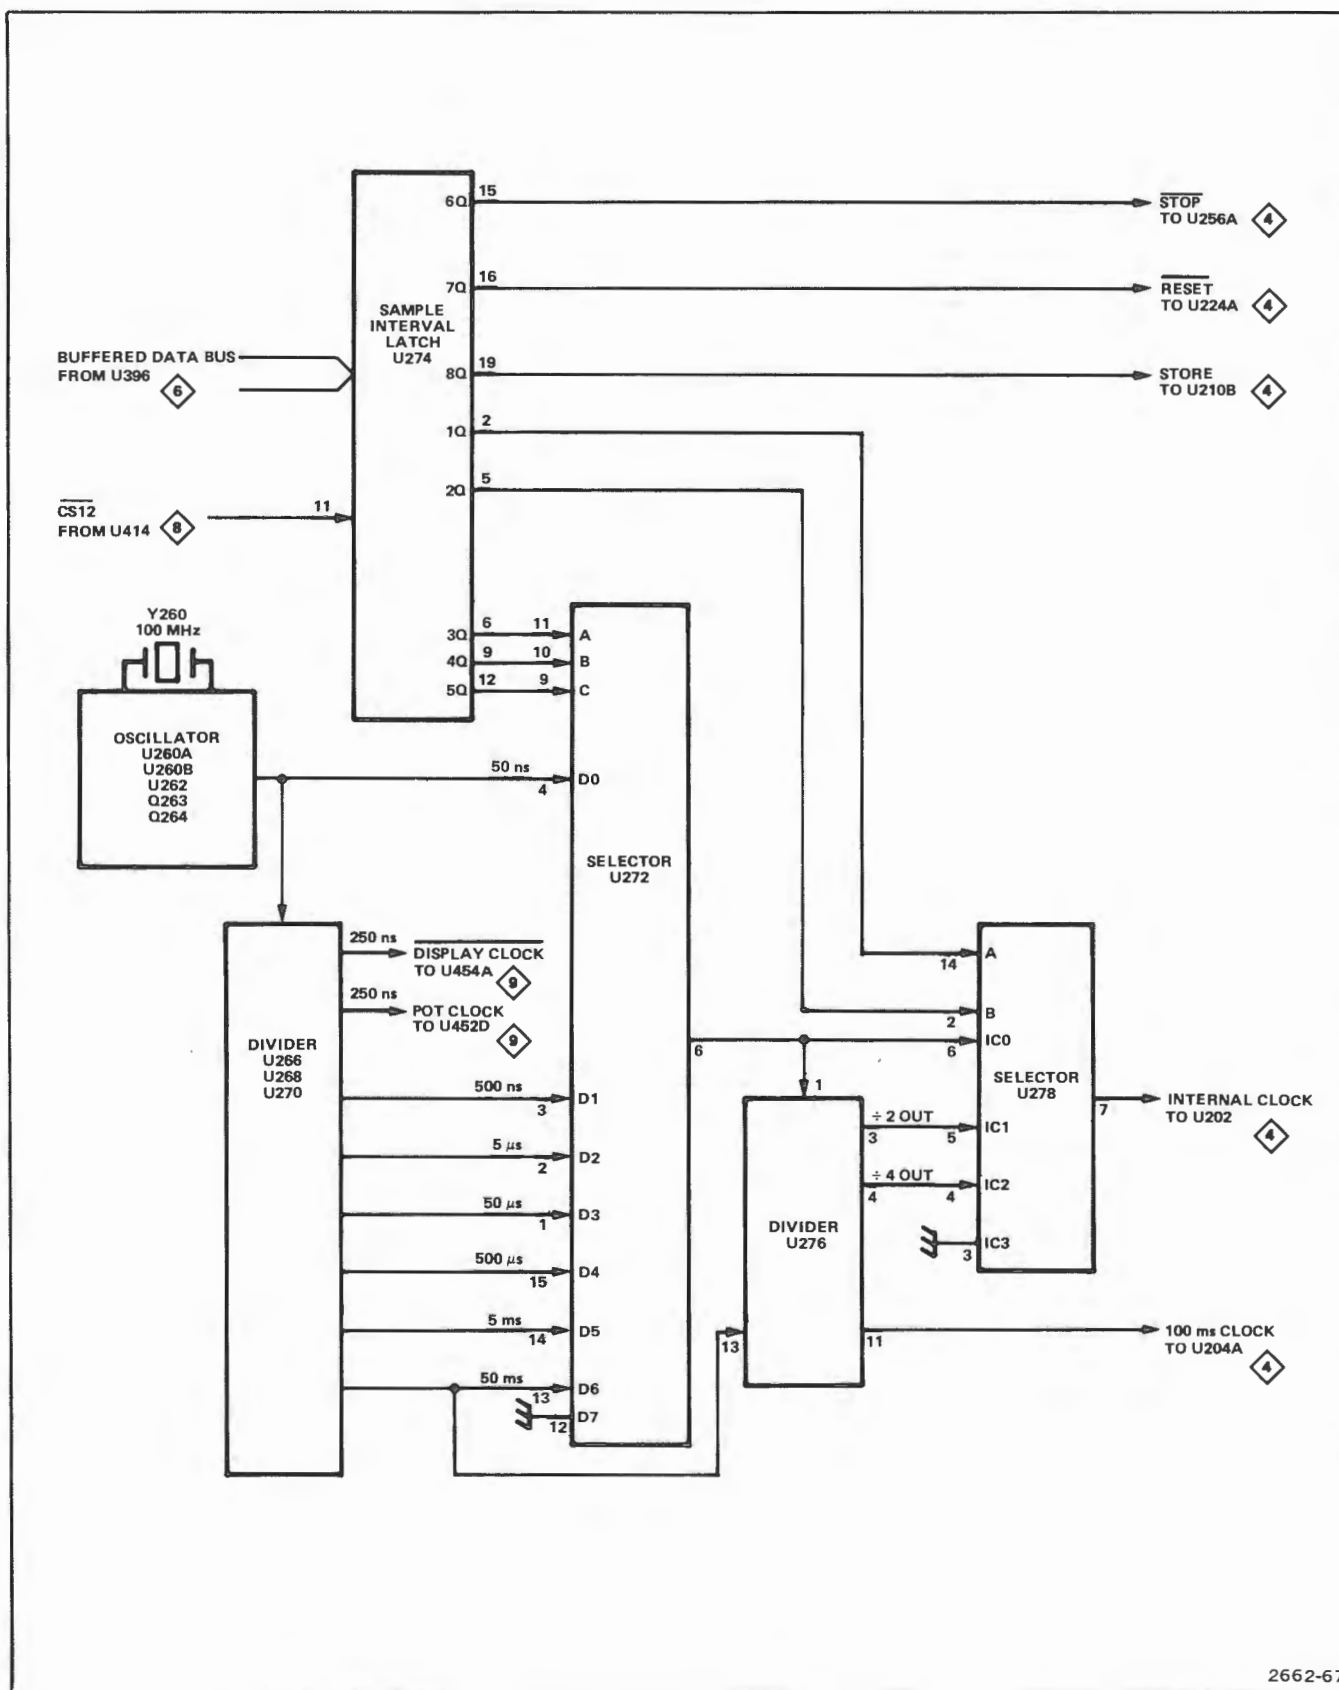 6Q 15
STOP
TO U256A 4
7Q 16
RESET
TO U224A 4
SAMPLE
INTERVAL
LATCH
U274
BUFFERED DATA BUS
FROM U396 6
8Q 19
STORE
TO U210B 4
1Q 2
2Q 5
CS12
FROM U414 8
11
Y260
100 MHz
3Q 6 11 A
4Q 9 10 B
5Q 12 9 C
OSCILLATOR
U260A
U260B
U262
Q263
Q264
50 ns
4 D0
SELECTOR
U272
250 ns
DISPLAY CLOCK
TO U454A 9
250 ns
POT CLOCK
TO U452D 9
14 A
2 B
DIVIDER
U266
U268
U270
6
6 IC0
SELECTOR
U278
7
INTERNAL CLOCK
TO U202
4
500 ns
3 D1
1
÷ 2 OUT
3 5 IC1
5 µs
2 D2
÷ 4 OUT
4 4 IC2
50 µs
1 D3
DIVIDER
U276
3 IC3
500 µs
15 D4
5 ms
14 D5
13 11
100 ms CLOCK
TO U204A
4
50 ms
13 D6
12 D7
2662-67